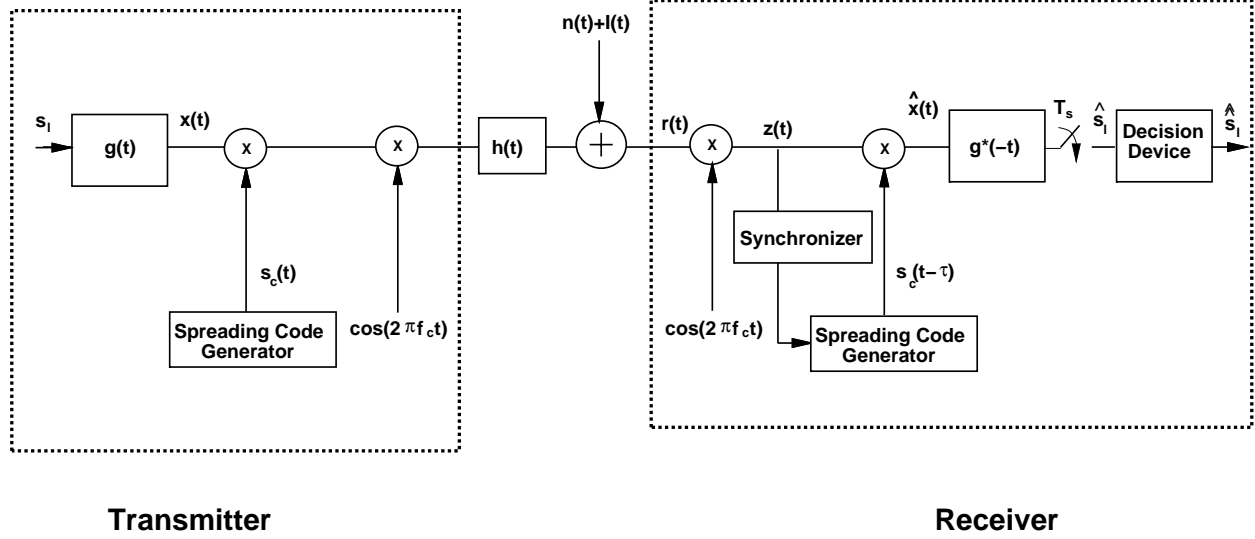 n(t)+I(t)
s_l
g(t)
x(t)
x
s_c(t)
Spreading Code
Generator
x
cos(2 πf_c t)
h(t)
+
r(t)
x
cos(2 πf_c t)
z(t)
Synchronizer
x
s_c(t− τ)
Spreading Code
Generator
x̂(t)
g*(−t)
T_s
ŝ_l
Decision
Device
s_l^^
Transmitter
Receiver